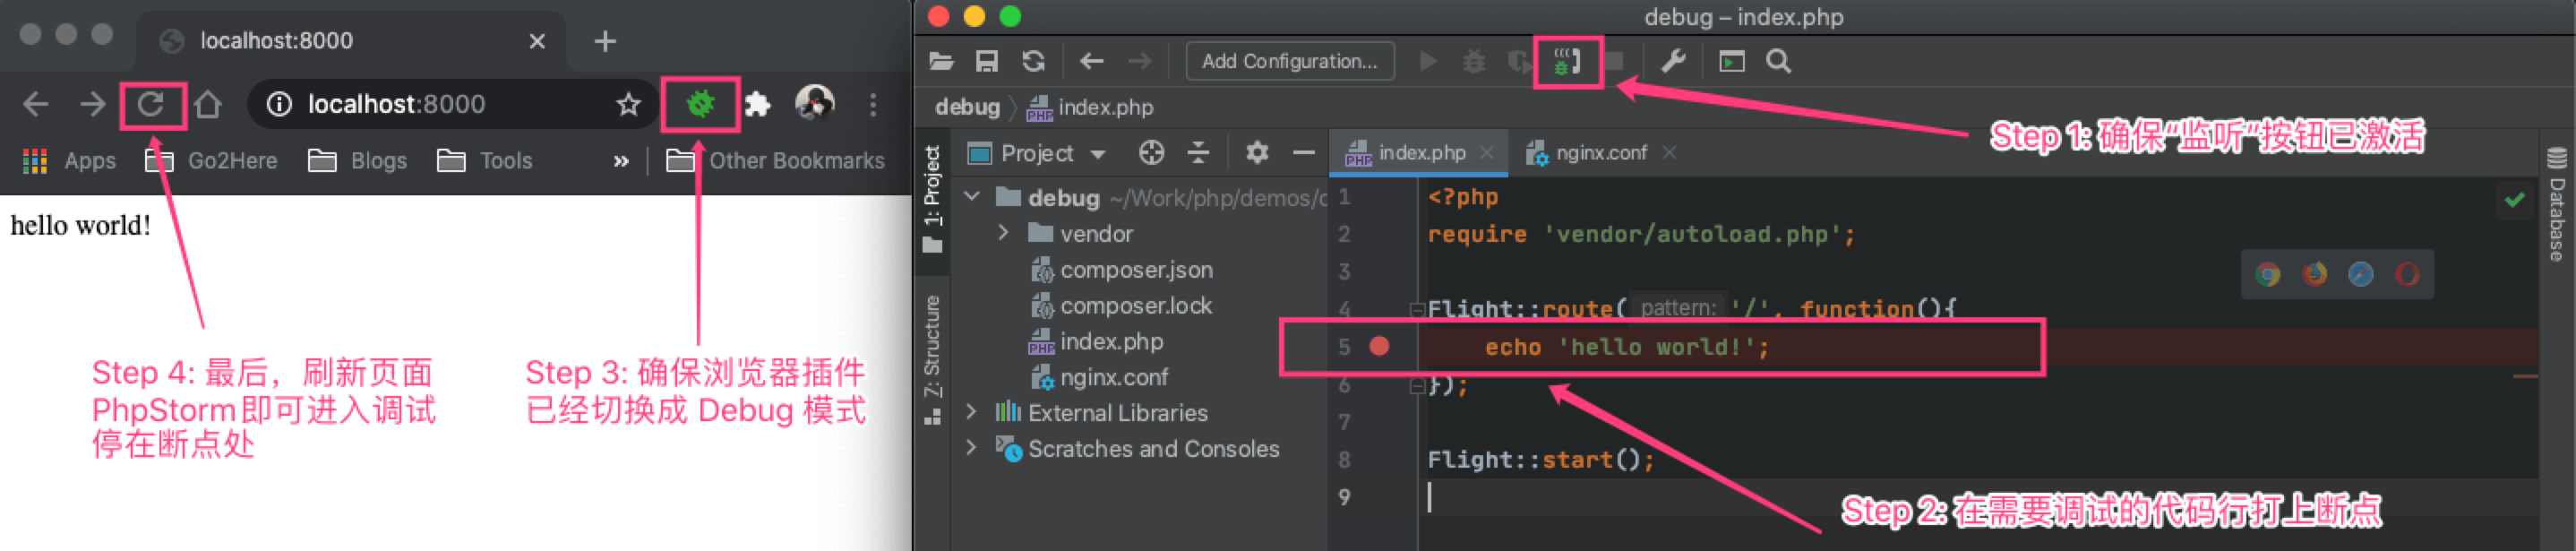 localhost:8000
localhost:8000
Apps
Go2Here
Blogs
Tools
»
Other Bookmarks
hello world!
Step 4: 最后，刷新页面
PhpStorm即可进入调试
停在断点处
Step 3: 确保浏览器插件
已经切换成 Debug 模式
debug – index.php
Add Configuration...
debug
index.php
Step 1: 确保“监听”按钮已激活
1: Project
Z: Structure
Project
index.php
nginx.conf
debug ~/Work/php/demos/
vendor
composer.json
composer.lock
index.php
nginx.conf
External Libraries
Scratches and Consoles
1 <?php
2 require 'vendor/autoload.php';
3
4 Flight::route( pattern: '/', function(){
5 echo 'hello world!';
6 });
7
8 Flight::start();
9
Step 2: 在需要调试的代码行打上断点
Database